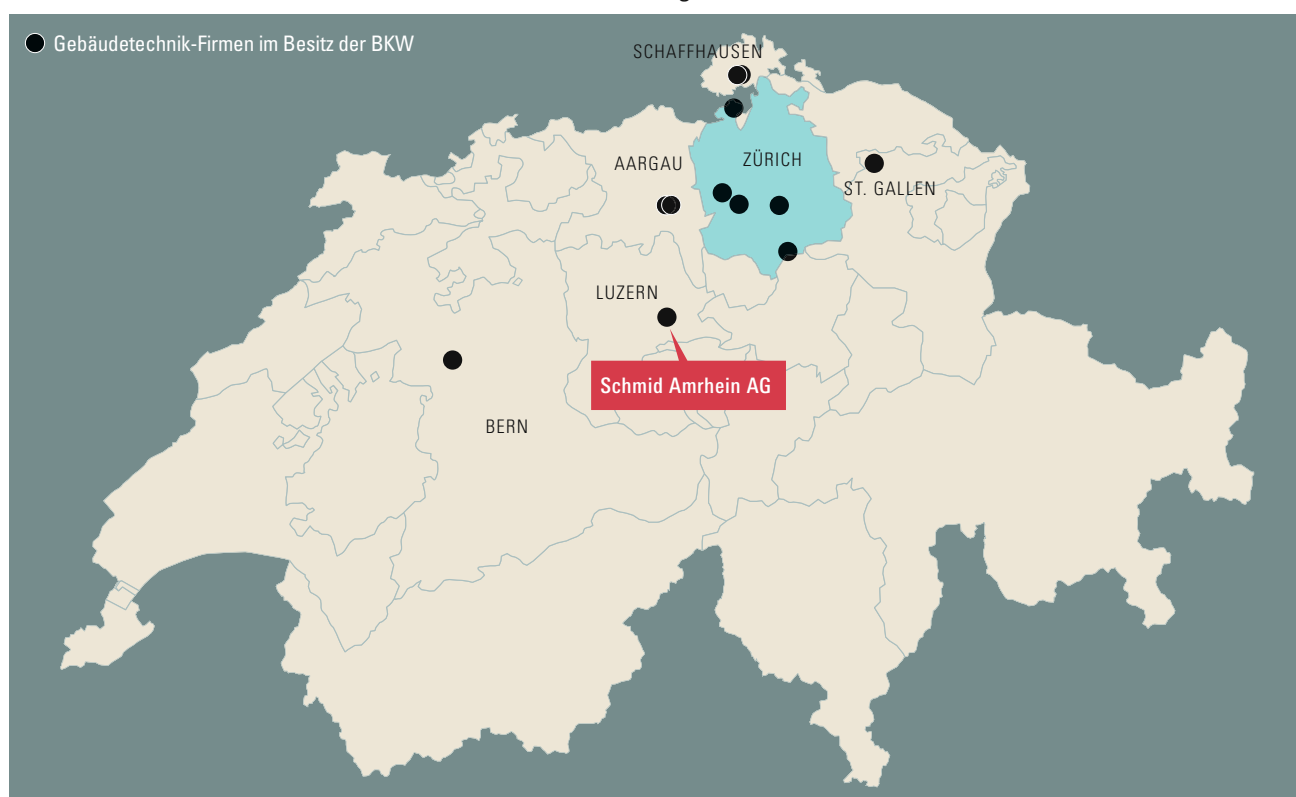 Gebäudetechnik-Firmen im Besitz der BKW
SCHAFFHAUSEN
AARGAU
ZÜRICH
ST. GALLEN
LUZERN
Schmid Amrhein AG
BERN